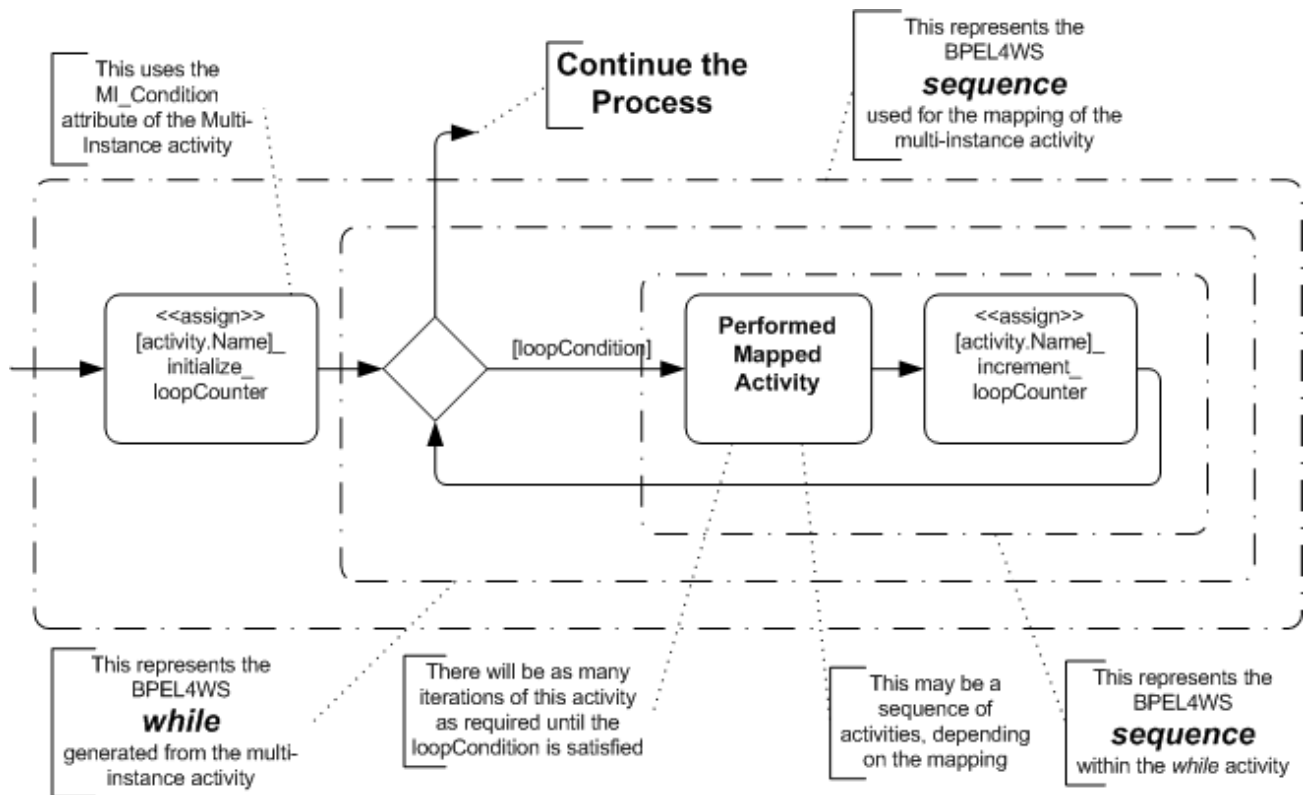 This uses the
MI_Condition
attribute of the Multi-
Instance activity
Continue the
Process
This represents the
BPEL4WS
sequence
used for the mapping of the
multi-instance activity
<<assign>>
[activity.Name]_
initialize_
loopCounter
[loopCondition]
Performed
Mapped
Activity
<<assign>>
[activity.Name]_
increment_
loopCounter
This represents the
BPEL4WS
while
generated from the multi-
instance activity
There will be as many
iterations of this activity
as required until the
loopCondition is satisfied
This may be a
sequence of
activities, depending
on the mapping
This represents the
BPEL4WS
sequence
within the while activity